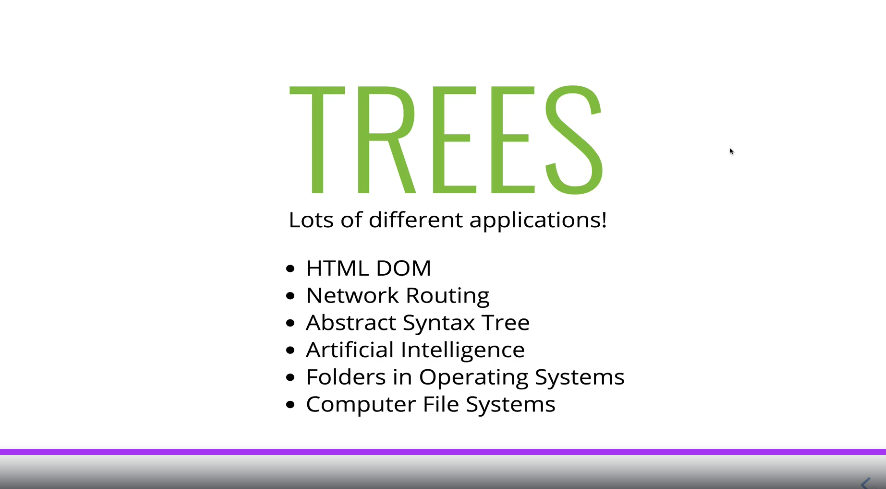 TREES
Lots of different applications!
• HTML DOM
• Network Routing
• Abstract Syntax Tree
• Artificial Intelligence
• Folders in Operating Systems
• Computer File Systems